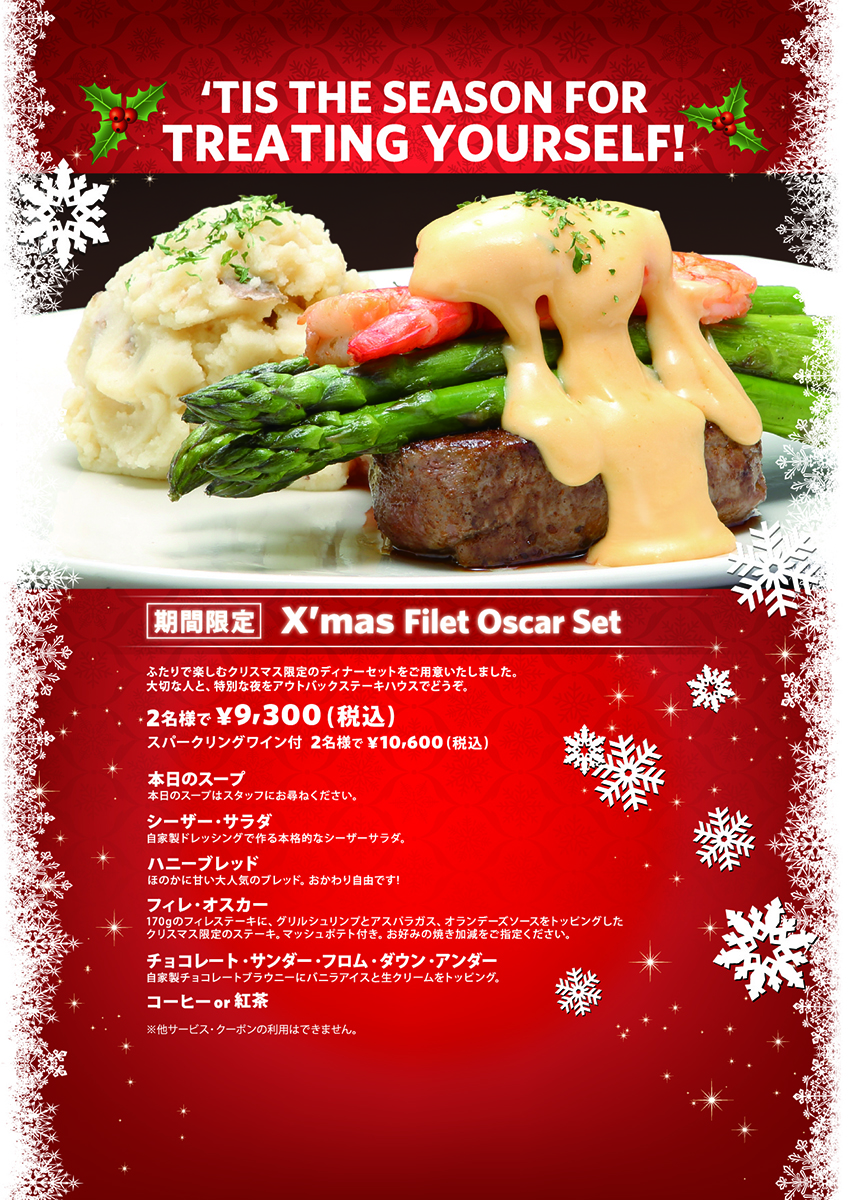 ‘TIS THE SEASON FOR
TREATING YOURSELF!
期間限定 X’mas Filet Oscar Set
ふたりで楽しむクリスマス限定のディナーセットをご用意いたしました。
大切な人と、特別な夜をアウトバックステーキハウスでどうぞ。
2名様で ¥9,300(税込)
スパークリングワイン付 2名様で ¥10,600(税込)
本日のスープ
本日のスープはスタッフにお尋ねください。
シーザー・サラダ
自家製ドレッシングで作る本格的なシーザーサラダ。
ハニーブレッド
ほのかに甘い大人気のブレッド。おかわり自由です!
フィレ・オスカー
170gのフィレステーキに、グリルシュリンプとアスパラガス、オランデーズソースをトッピングした
クリスマス限定のステーキ。マッシュポテト付き。お好みの焼き加減をご指定ください。
チョコレート・サンダー・フロム・ダウン・アンダー
自家製チョコレートブラウニーにバニラアイスと生クリームをトッピング。
コーヒー or 紅茶
※他サービス・クーポンの利用はできません。